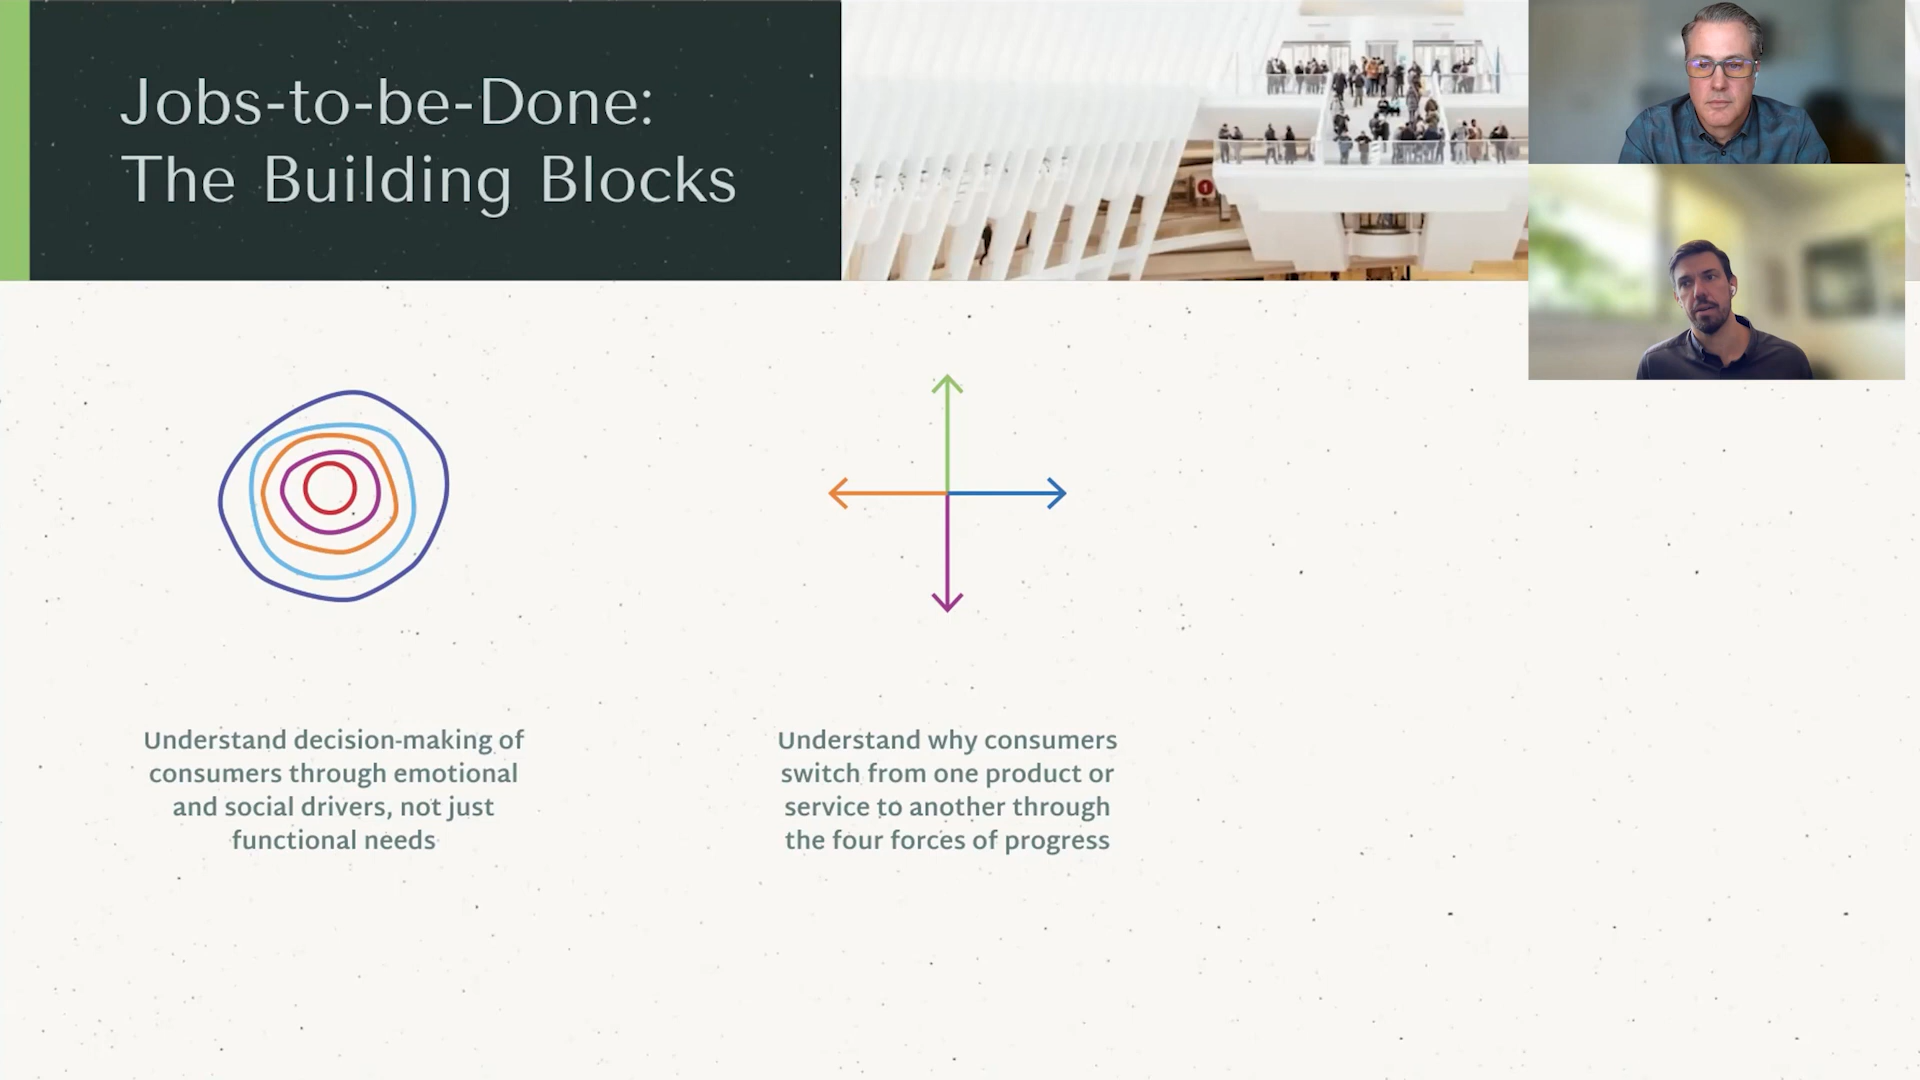 Jobs-to-be-Done:
The Building Blocks
1
Understand decision-making of
consumers through emotional
and social drivers, not just
functional needs
Understand why consumers
switch from one product or
service to another through
the four forces of progress